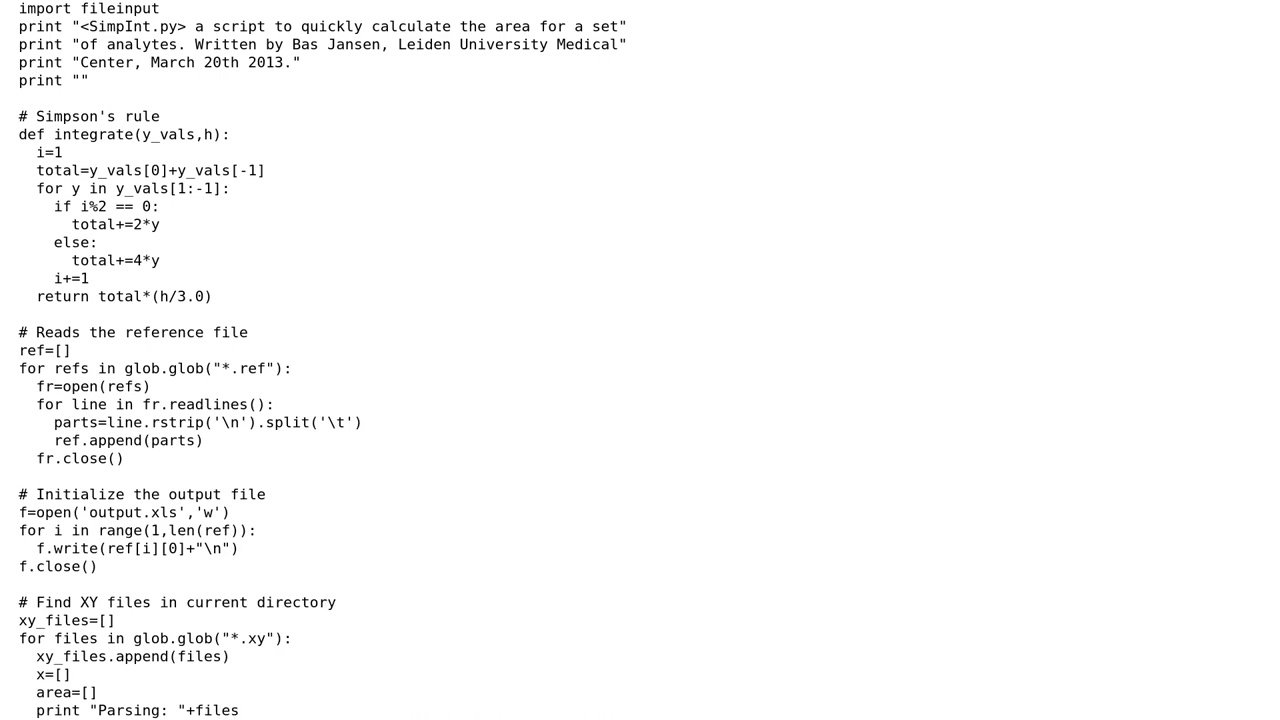 import fileinput
print "<SimpInt.py> a script to quickly calculate the area for a set"
print "of analytes. Written by Bas Jansen, Leiden University Medical"
print "Center, March 20th 2013."
print ""

# Simpson's rule
def integrate(y_vals,h):
  i=1
  total=y_vals[0]+y_vals[-1]
  for y in y_vals[1:-1]:
    if i%2 == 0:
      total+=2*y
    else:
      total+=4*y
    i+=1
  return total*(h/3.0)

# Reads the reference file
ref=[]
for refs in glob.glob("*.ref"):
  fr=open(refs)
  for line in fr.readlines():
    parts=line.rstrip('\n').split('\t')
    ref.append(parts)
  fr.close()

# Initialize the output file
f=open('output.xls','w')
for i in range(1,len(ref)):
  f.write(ref[i][0]+"\n")
f.close()

# Find XY files in current directory
xy_files=[]
for files in glob.glob("*.xy"):
  xy_files.append(files)
  x=[]
  area=[]
  print "Parsing: "+files